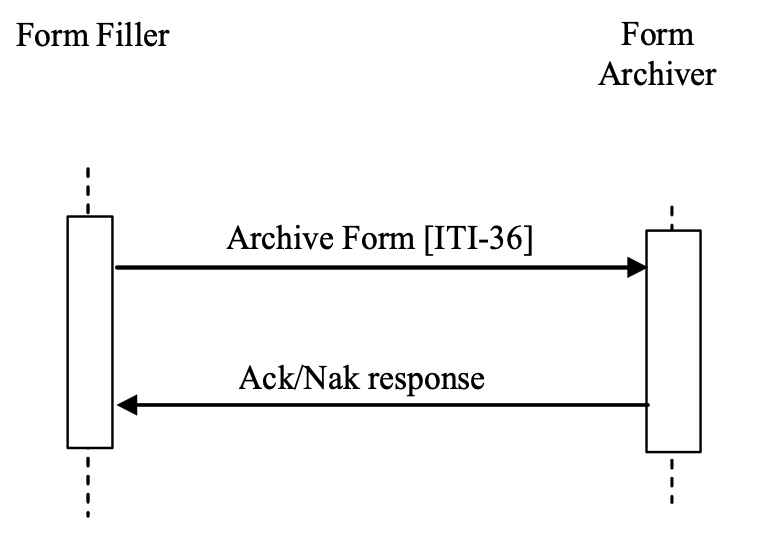 Form Filler
Form
Archiver
Archive Form [ITI-36]
Ack/Nak response